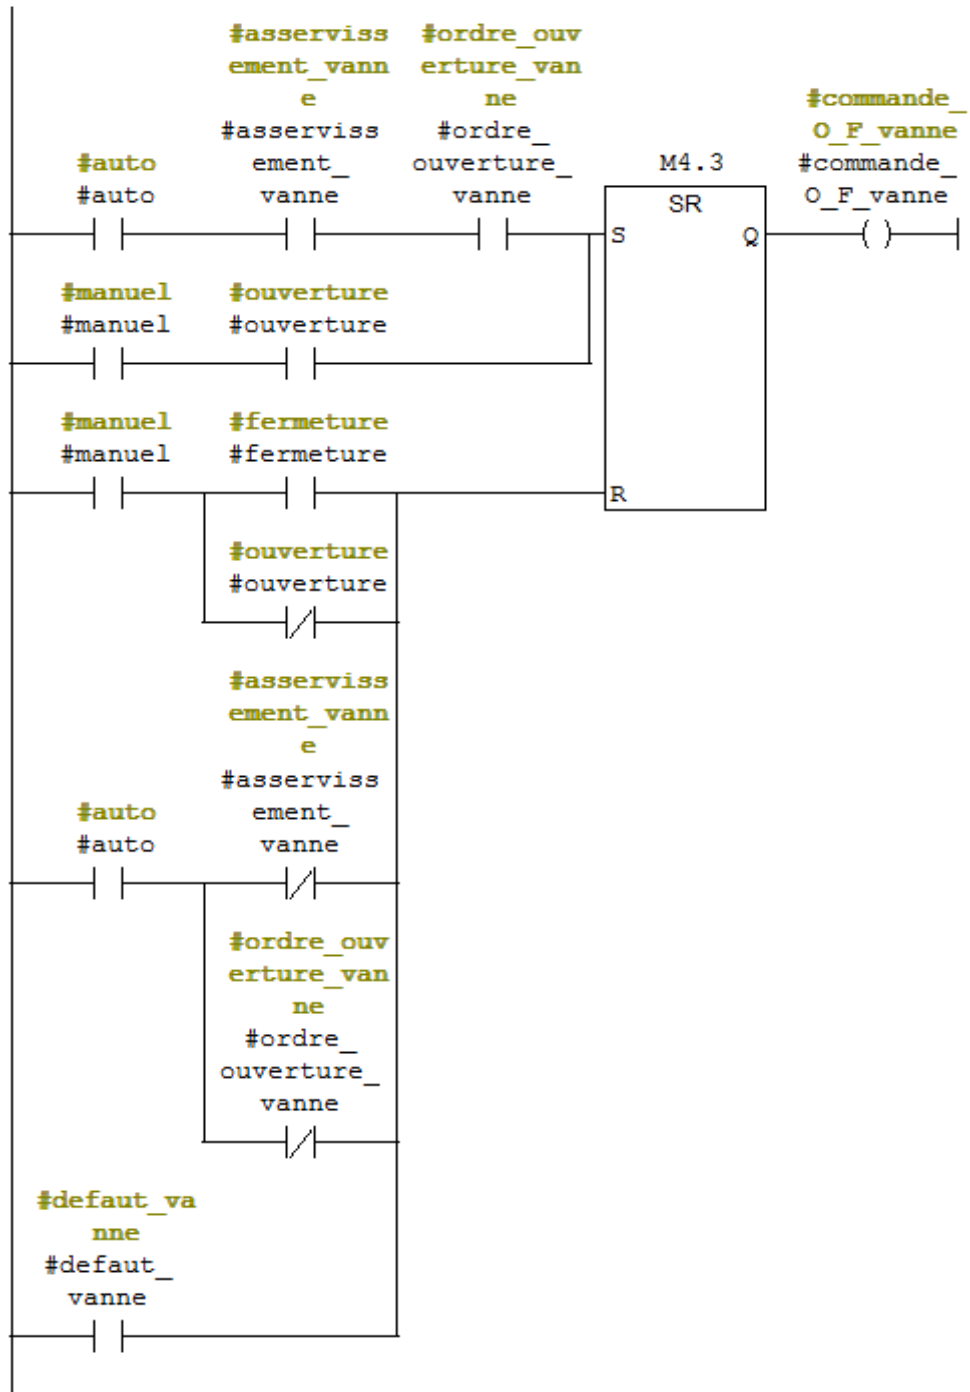 #asserviss
ement_vann
e
#asserviss
ement_
vanne
#ordre_ouv
erture_van
ne
#ordre_
ouverture_
vanne
#commande_
O_F_vanne
#commande_
O_F_vanne
#auto
#auto
M4.3
SR
S
Q
#manuel
#manuel
#ouverture
#ouverture
#manuel
#manuel
#fermeture
#fermeture
R
#ouverture
#ouverture
#asserviss
ement_vann
e
#asserviss
ement_
vanne
#auto
#auto
#ordre_ouv
erture_van
ne
#ordre_
ouverture_
vanne
#defaut_va
nne
#defaut_
vanne